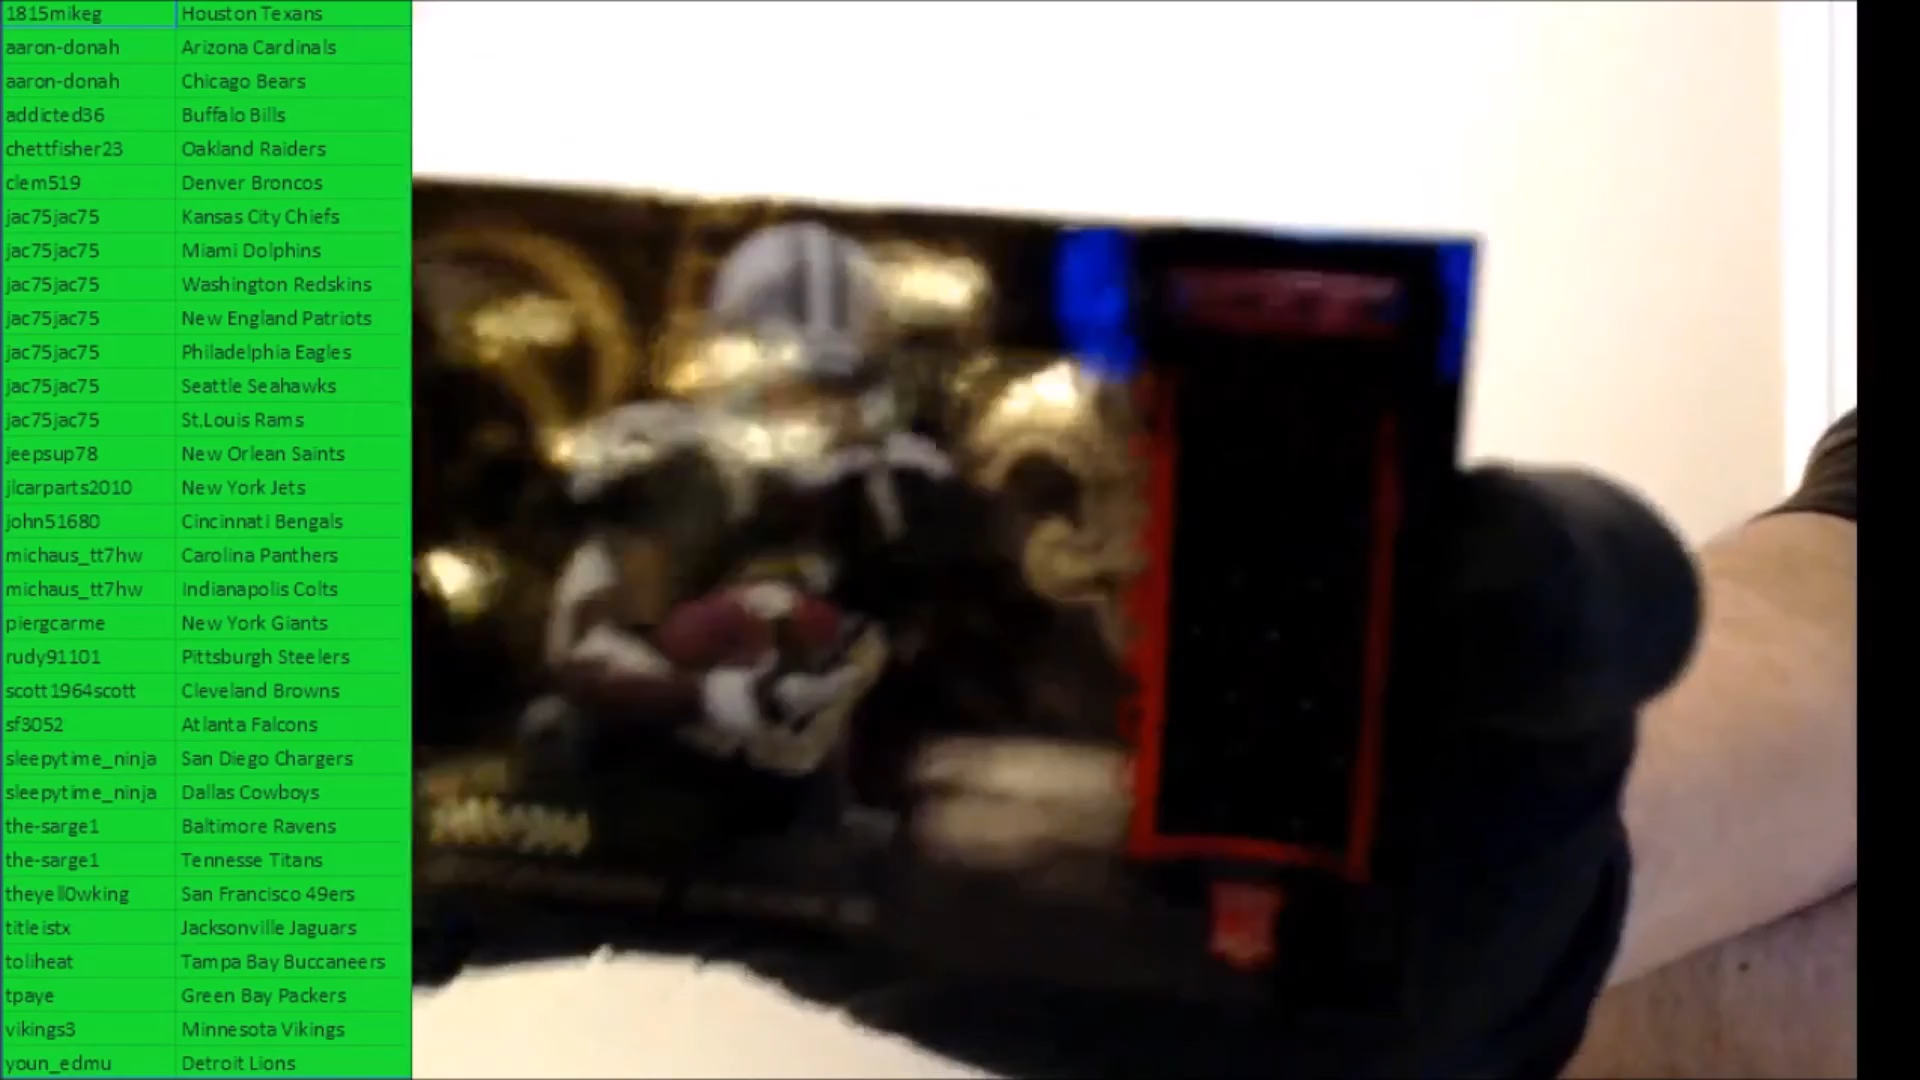 1815mikeg Houston Texans
aaron-donah Arizona Cardinals
aaron-donah Chicago Bears
addicted36 Buffalo Bills
chettfisher23 Oakland Raiders
clem519 Denver Broncos
jac75jac75 Kansas City Chiefs
jac75jac75 Miami Dolphins
jac75jac75 Washington Redskins
jac75jac75 New England Patriots
jac75jac75 Philadelphia Eagles
jac75jac75 Seattle Seahawks
jac75jac75 St.Louis Rams
jeepsup78 New Orlean Saints
jlcarparts2010 New York Jets
john51680 Cincinnati Bengals
michaus_tt7hw Carolina Panthers
michaus_tt7hw Indianapolis Colts
piergcarme New York Giants
rudy91101 Pittsburgh Steelers
scott1964scott Cleveland Browns
sf3052 Atlanta Falcons
sleepytime_ninja San Diego Chargers
sleepytime_ninja Dallas Cowboys
the-sarge1 Baltimore Ravens
the-sarge1 Tennesse Titans
theyell0wking San Francisco 49ers
titleistx Jacksonville Jaguars
toliheat Tampa Bay Buccaneers
tpaye Green Bay Packers
vikings3 Minnesota Vikings
youn_edmu Detroit Lions